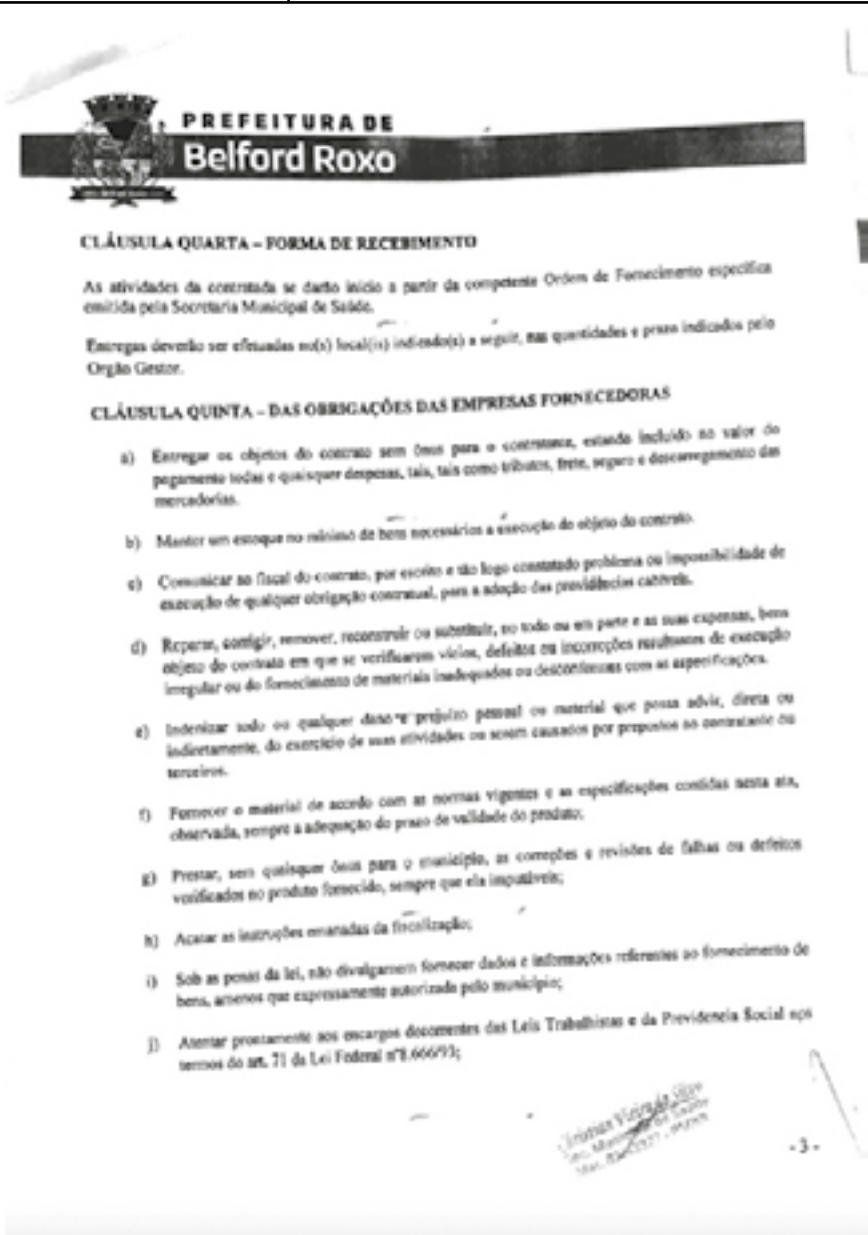 PREFEITURA DE
Belford Roxo
CLÁUSULA QUARTA – FORMA DE RECEBIMENTO
As atividades da contratada se darão início a partir da competente Ordem de Fornecimento específica
emitida pela Secretaria Municipal de Saúde.
Entregas deverão ser efetuadas no(s) local(is) indicado(s) a seguir, nas quantidades e prazo indicados pelo
Orgão Gestor.
CLÁUSULA QUINTA – DAS OBRIGAÇÕES DAS EMPRESAS FORNECEDORAS
a) Entregar os objetos do contrato sem ônus para o contratante, estando incluído no valor do
pagamento todas e quaisquer despesas, tais, tais como tributos, frete, seguro e descarregamento das
mercadorias.
b) Manter um estoque no mínimo de bens necessários a execução do objeto do contrato.
c) Comunicar ao fiscal do contrato, por escrito e tão logo constatado problema ou impossibilidade de
execução de qualquer obrigação contratual, para a adoção das providências cabíveis.
d) Reparar, corrigir, remover, reconstruir ou substituir, no todo ou em parte e as suas expensas, bens
objeto do contrato em que se verificarem vícios, defeitos ou incorreções resultantes de execução
irregular ou do fornecimento de materiais inadequados ou desconformes com as especificações.
e) Indenizar todo ou qualquer dano e prejuízo pessoal ou material que possa advir, direta ou
indiretamente, do exercício de suas atividades ou serem causados por prepostos ao contratante ou
terceiros.
f) Fornecer o material de acordo com as normas vigentes e as especificações contidas nesta ata,
observada, sempre a adequação do prazo de validade do produto;
g) Prestar, sem quaisquer ônus para o município, as correções e revisões de falhas ou defeitos
verificados no produto fornecido, sempre que ela imputáveis;
h) Acatar as instruções emanadas da fiscalização;
i) Sob as penas da lei, não divulgarem fornecer dados e informações referentes ao fornecimento de
bens, amenos que expressamente autorizada pelo município;
j) Atentar prontamente aos encargos decorrentes das Leis Trabalhistas e da Previdencia Social nos
termos do art. 71 da Lei Federal nº8.666/93;
Vieira da Silva
- 3 -